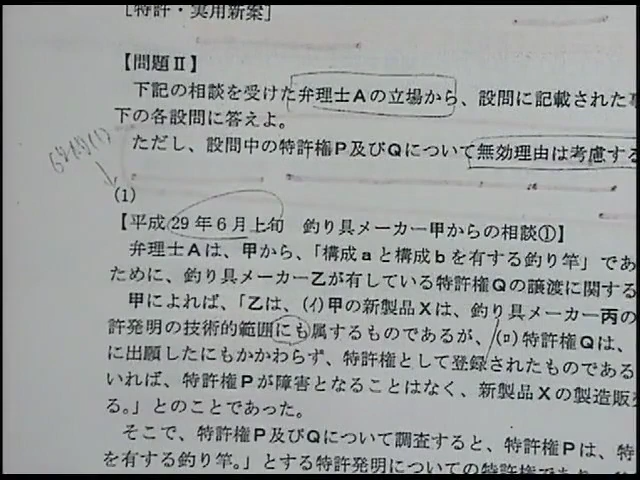 [特許・実用新案]
【問題Ⅱ】
下記の相談を受けた弁理士Aの立場から、設問に記載された
下の各設問に答えよ。
ただし、設問中の特許権P及びQについて無効理由は考慮する
(1)
【平成29年6月上旬 釣り具メーカー甲からの相談①】
弁理士Aは、甲から、「構成aと構成bを有する釣り竿」であ
ために、釣り具メーカー乙が有している特許権Qの譲渡に関する
甲によれば、「乙は、(イ)甲の新製品Xは、釣り具メーカー丙の
許発明の技術的範囲にも属するものであるが、(ロ)特許権Qは、
に出願したにもかかわらず、特許権として登録されたものである
いれば、特許権Pが障害となることはなく、新製品Xの製造販
る。」とのことであった。
そこで、特許権P及びQについて調査すると、特許権Pは、特
を有する釣り竿。」とする特許発明についての特許権であり